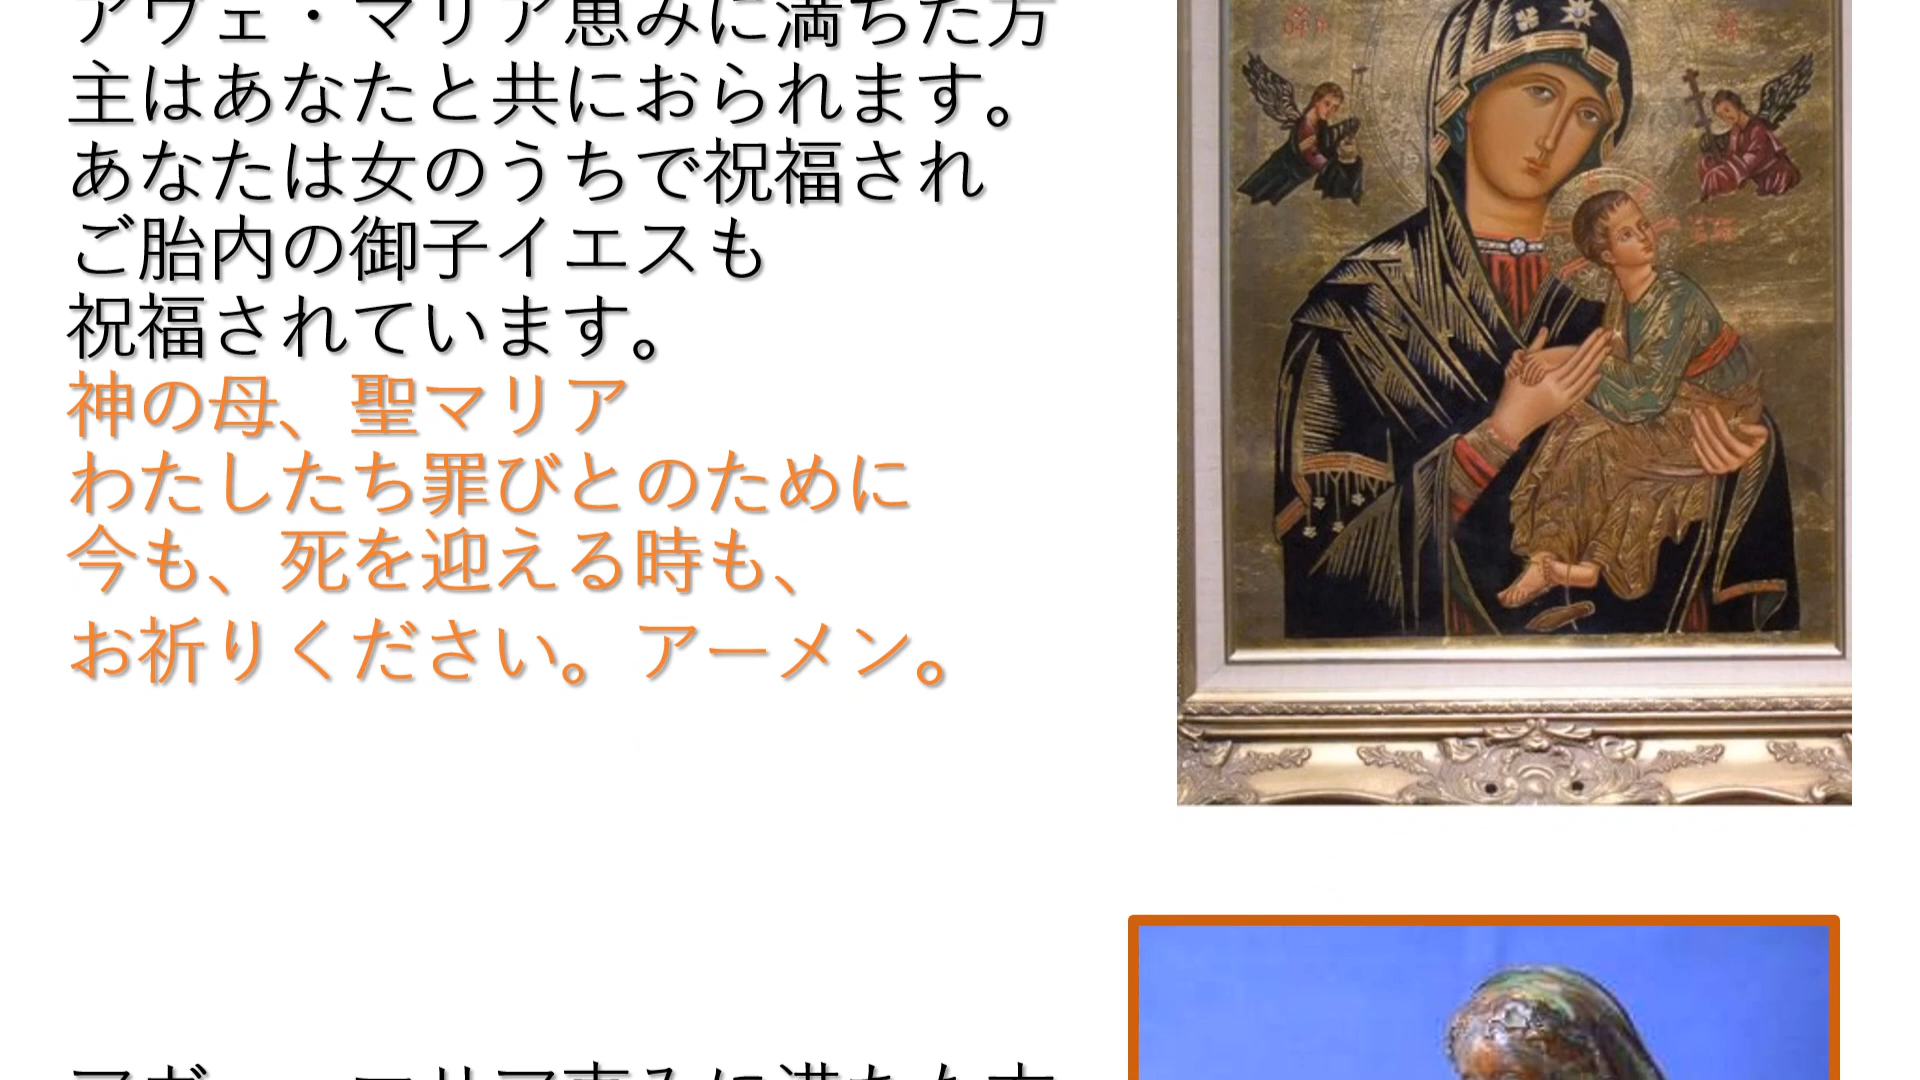 アヴェ・マリア恵みに満ちた方
主はあなたと共におられます。
あなたは女のうちで祝福され
ご胎内の御子イエスも
祝福されています。
神の母、聖マリア
わたしたち罪びとのために
今も、死を迎える時も、
お祈りください。アーメン。